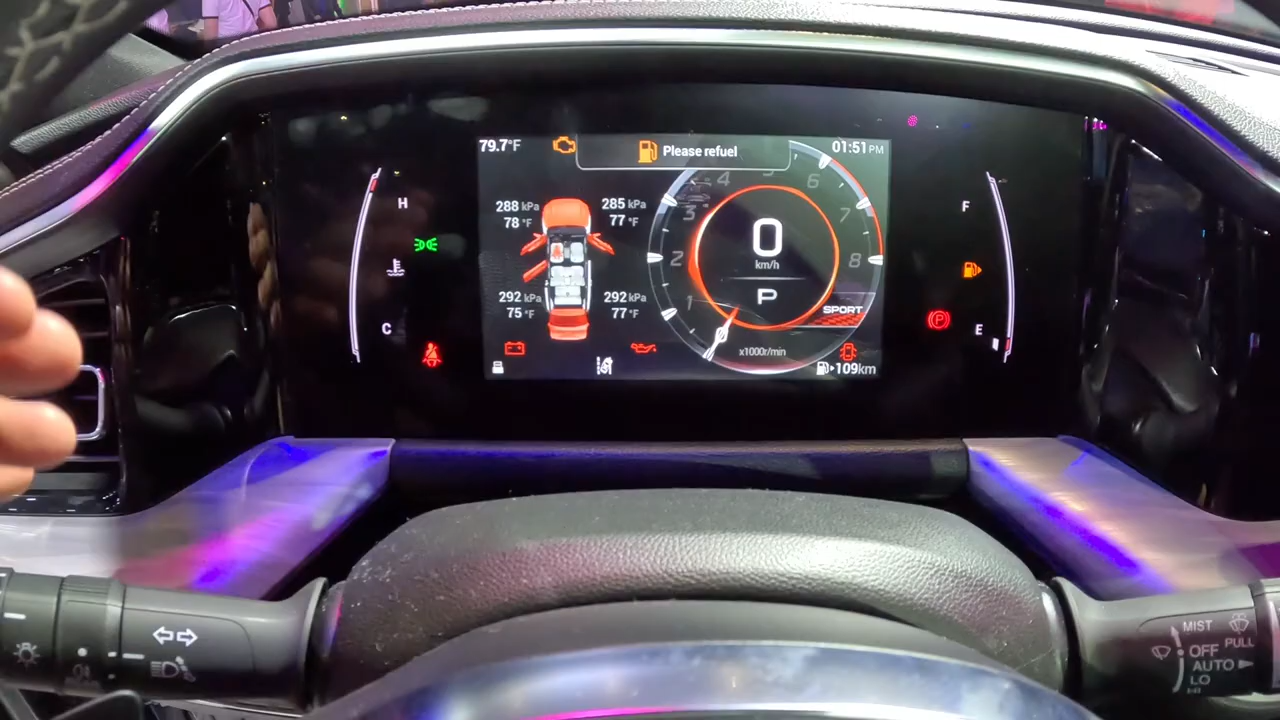 79.7°F
Please refuel
01:51 PM
288 kPa
78 °F
285 kPa
77 °F
292 kPa
75 °F
292 kPa
77 °F
H
C
1
2
3
4
5
6
7
8
0
km/h
P
SPORT
x1000r/min
109km
F
E
P
MIST
PULL
OFF
AUTO
LO
HI